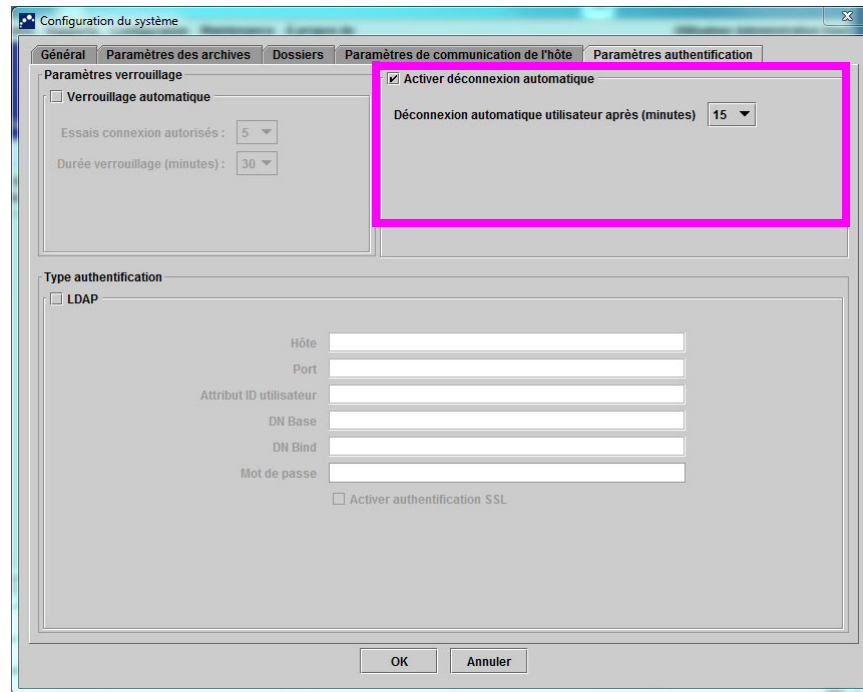 Configuration du système
Général Paramètres des archives Dossiers Paramètres de communication de l'hôte Paramètres authentification
Paramètres verrouillage
Verrouillage automatique
Essais connexion autorisés : 5
Durée verrouillage (minutes) : 30
Activer déconnexion automatique
Déconnexion automatique utilisateur après (minutes) 15
Type authentification
LDAP
Hôte
Port
Attribut ID utilisateur
DN Base
DN Bind
Mot de passe
Activer authentification SSL
OK Annuler